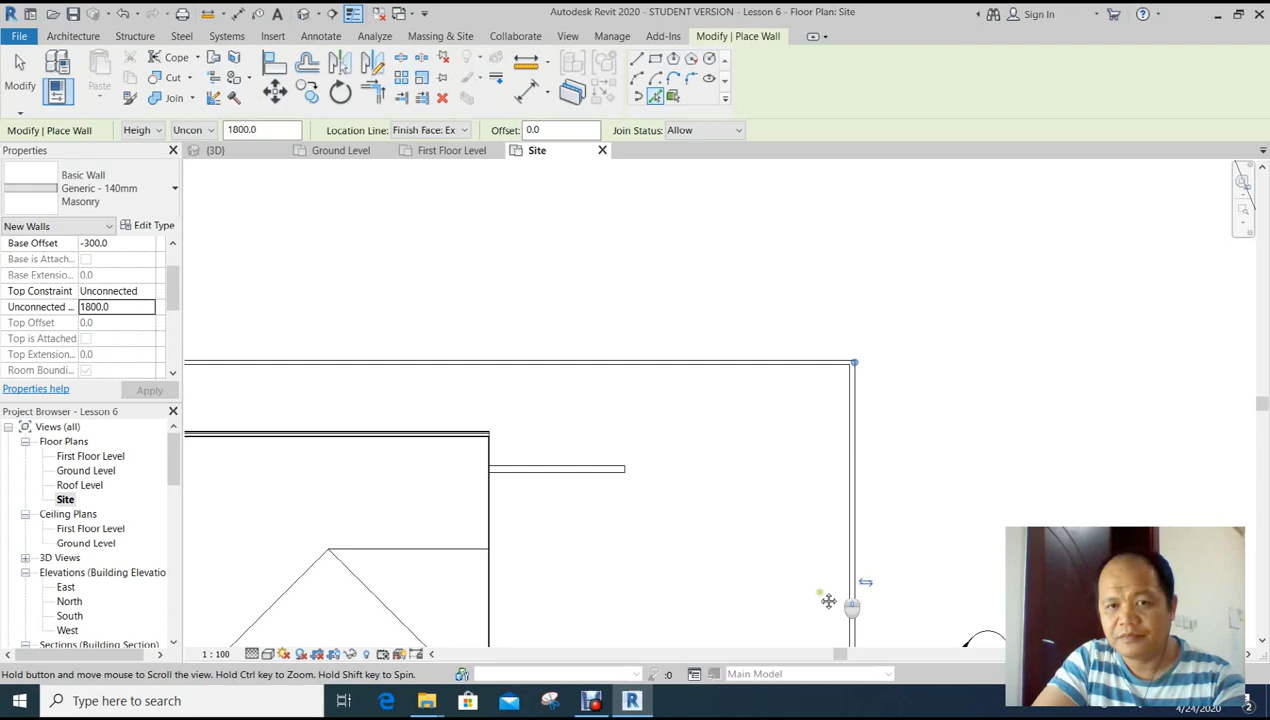 Autodesk Revit 2020 - STUDENT VERSION - Lesson 6 - Floor Plan: Site
Sign In
File Architecture Structure Steel Systems Insert Annotate Analyze Massing & Site Collaborate View Manage Add-Ins Modify | Place Wall
Modify
Paste
Cope
Cut
Join
Modify | Place Wall Heigh Uncon 1800.0 Location Line: Finish Face: Ex Offset: 0.0 Join Status: Allow
Properties
(3D) Ground Level First Floor Level Site
Basic Wall
Generic - 140mm
Masonry
New Walls Edit Type
Base Offset -300.0
Base is Attach...
Base Extensio... 0.0
Top Constraint Unconnected
Unconnected ... 1800.0
Top Offset 0.0
Top is Attached
Top Extension... 0.0
Room Boundi...
Properties help Apply
Project Browser - Lesson 6
Views (all)
Floor Plans
First Floor Level
Ground Level
Roof Level
Site
Ceiling Plans
First Floor Level
Ground Level
3D Views
Elevations (Building Elevatio
East
North
South
West
Sections (Building Section)
1 : 100
Hold button and move mouse to Scroll the view. Hold Ctrl key to Zoom. Hold Shift key to Spin. :0 Main Model
Type here to search
4/24/2020
2